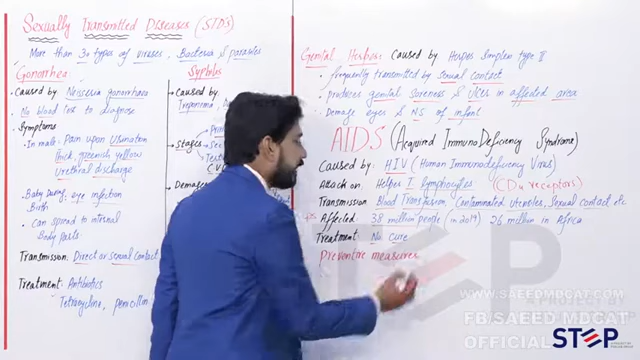 Sexually Transmitted Diseases (STDs)
More than 30 types of viruses, Bacteria & parasites
Gonorrhea
Caused by Neisseria gonorrhoea
No blood test to diagnose
Symptoms
In male: Pain upon Urination
thick, greenish yellow
urethral discharge
Baby During eye infection
Birth
Can spread to internal
Body Parts
Transmission: Direct or Sexual Contact
Treatment: Antibiotics
Tetracycline, penicillin
Syphilis
Caused by:
Treponema
Stages
Genital Herpes: Caused by Herpes Simplex type II
frequently transmitted by Sexual Contact
produces genital soreness & Ulcers in affected area
Damage eyes & NS of infant
AIDS (Acquired ImmunoDeficiency Syndrome)
Caused by: HIV (Human Immunodeficiency Virus)
Attack on: Helper T lymphocytes (CD4 receptors)
Transmission Blood Transfusion, Contaminated Utensils, Sexual contact etc
Affected 38 million people (in 2019) 26 million in Africa
Treatment: No cure
Preventive measures
WWW.SAEEDMDCAT.COM
FB/SAEED MDCAT
OFFICIAL
STEP